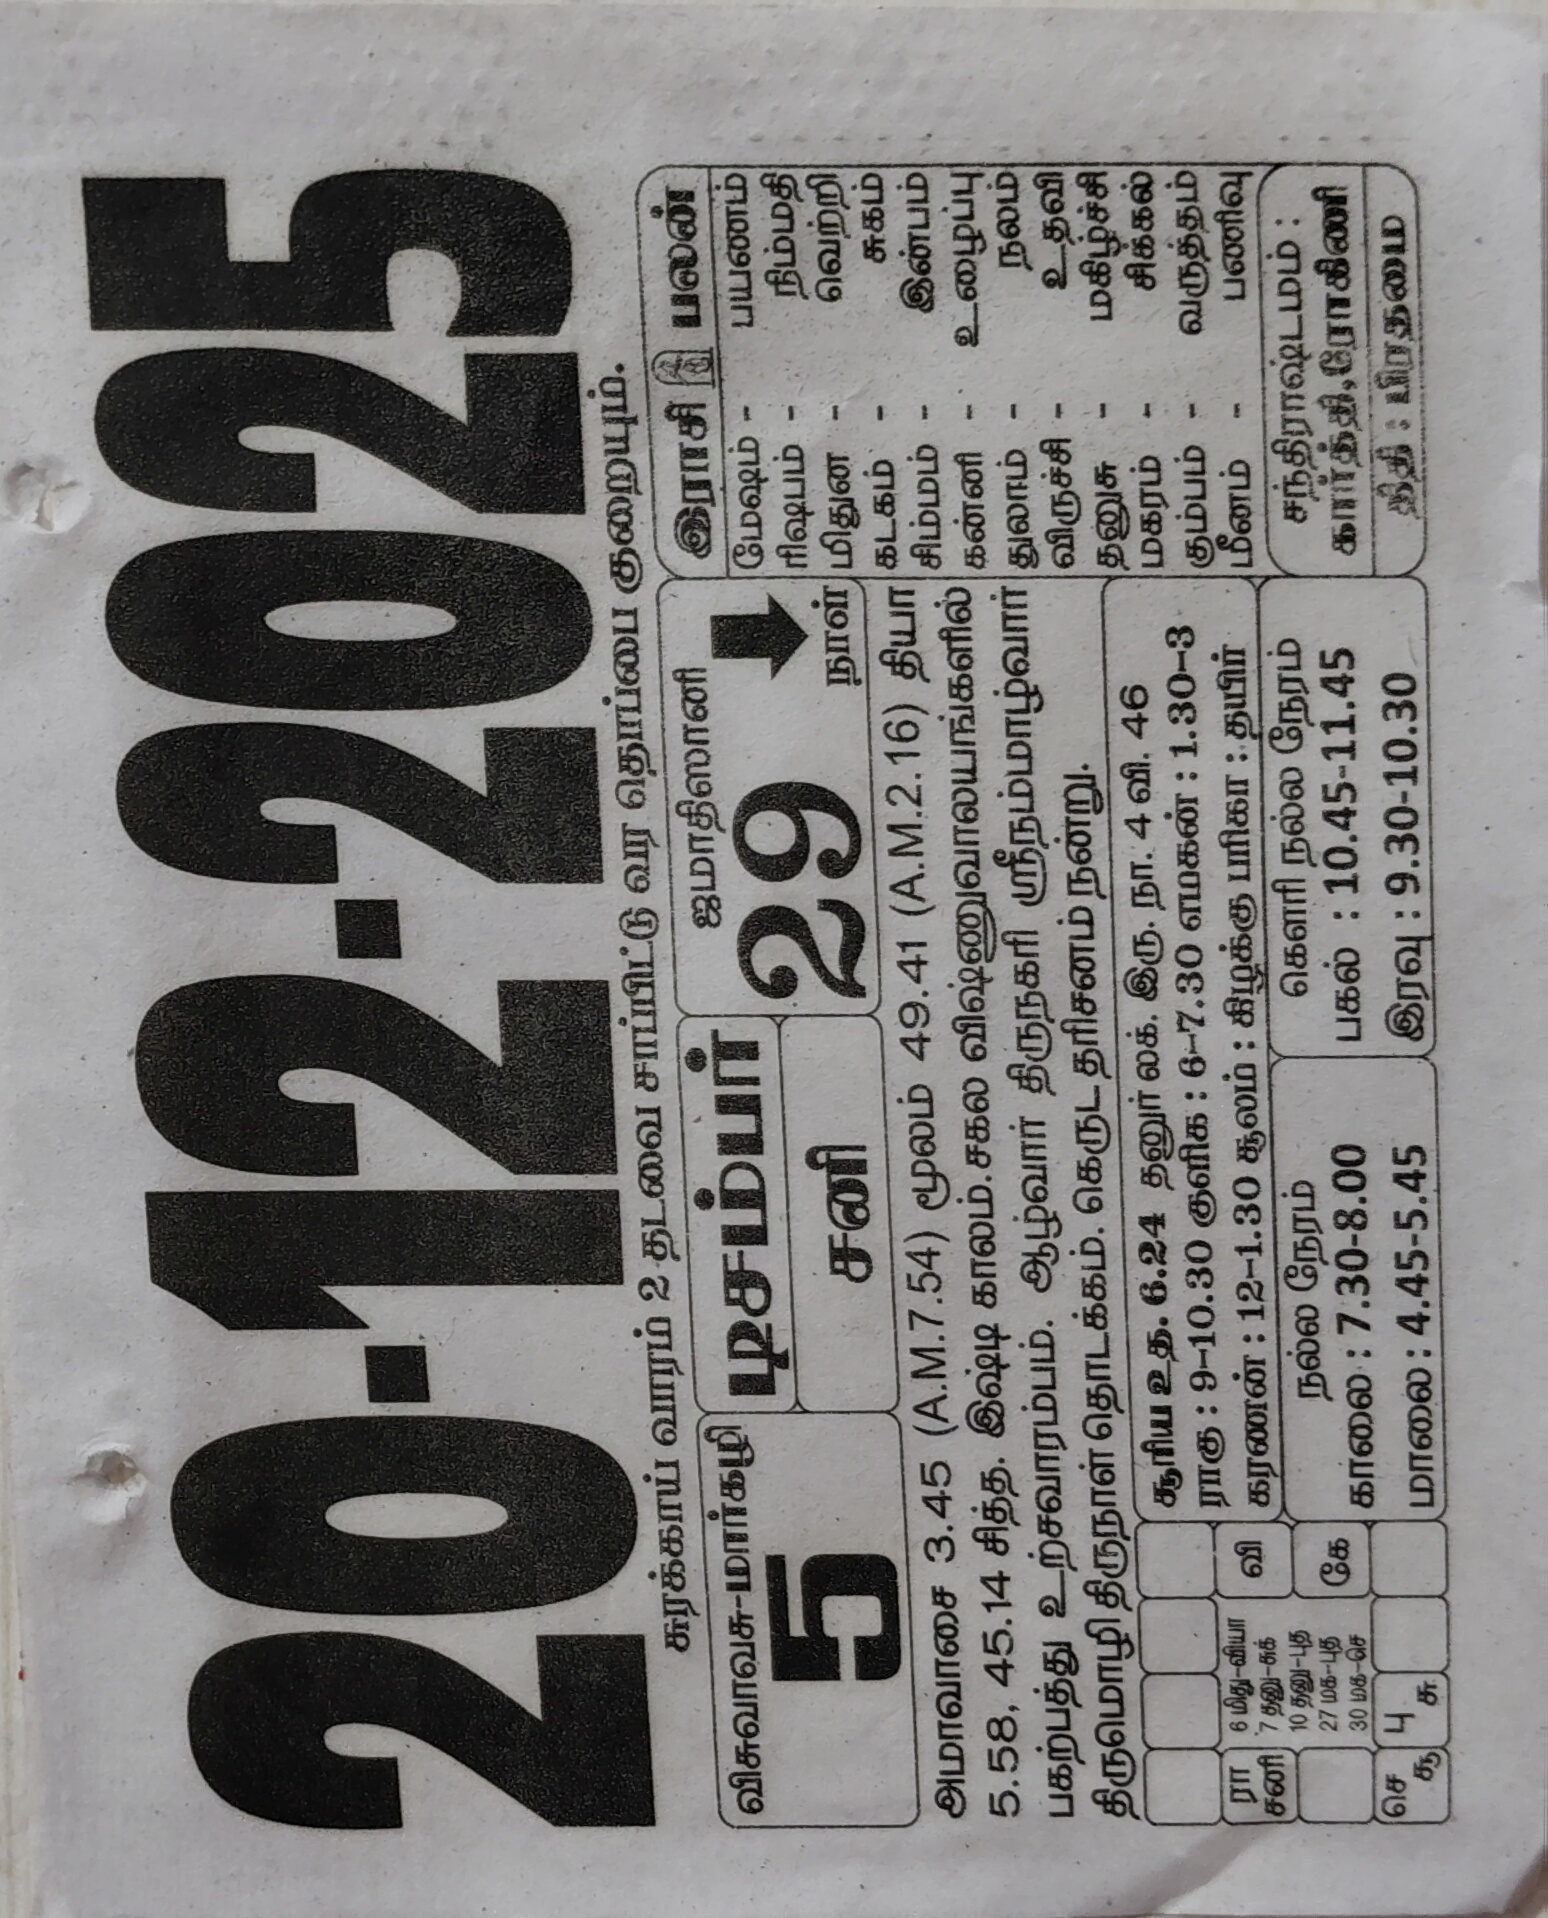 20-12-2025
சுரக்காய் வாரம் 2 தடவை சாப்பிட்டு வர தொப்பை குறையும்.
விசுவாவசு-மார்கழி
5
டிசம்பர்
சனி
ஜமாதிஸானி
29
நாள்
அமாவாசை 3.45 (A.M.7.54) மூலம் 49.41 (A.M.2.16) தியா
5.58, 45.14 சித்த. இஷ்டி காலம். சகல விஷ்ணுவாலயங்களில்
பகற்பத்து உற்சவாரம்பம். ஆழ்வார் திருநகரி ஸ்ரீநம்மாழ்வார்
திருமொழி திருநாள் தொடக்கம். கெருட தரிசனம் நன்று.
ரா
சனி
6 மிது-வியா
7 தனு-சுக்
10 தனு-புத
27 மக-புத
30 மக-செ
வி
கே
செ
சூ
பு
4
சு
சூரிய உத. 6.24 தனுர் லக். இரு. நா. 4 வி. 46
ராகு : 9-10.30 குளிக : 6-7.30 எமகன் : 1.30-3
கரணன் : 12-1.30 சூலம் : கிழக்கு பரிகா : தயிர்
நல்ல நேரம்
காலை : 7.30-8.00
மாலை : 4.45-5.45
கௌரி நல்ல நேரம்
பகல் : 10.45-11.45
இரவு : 9.30-10.30
இராசி பலன்
மேஷம் - பயணம்
ரிஷபம் - நிம்மதி
மிதுன - வெற்றி
கடகம் - சுகம்
சிம்மம் - இன்பம்
கன்னி - உழைப்பு
துலாம் - நலம்
விருச்சி - உதவி
தனுசு - மகிழ்ச்சி
மகரம் - சிக்கல்
கும்பம் - வருத்தம்
மீனம் - பணிவு
சந்திராஷ்டமம் :
கார்த்தி,ரோகிணி
திதி : பிரதமை